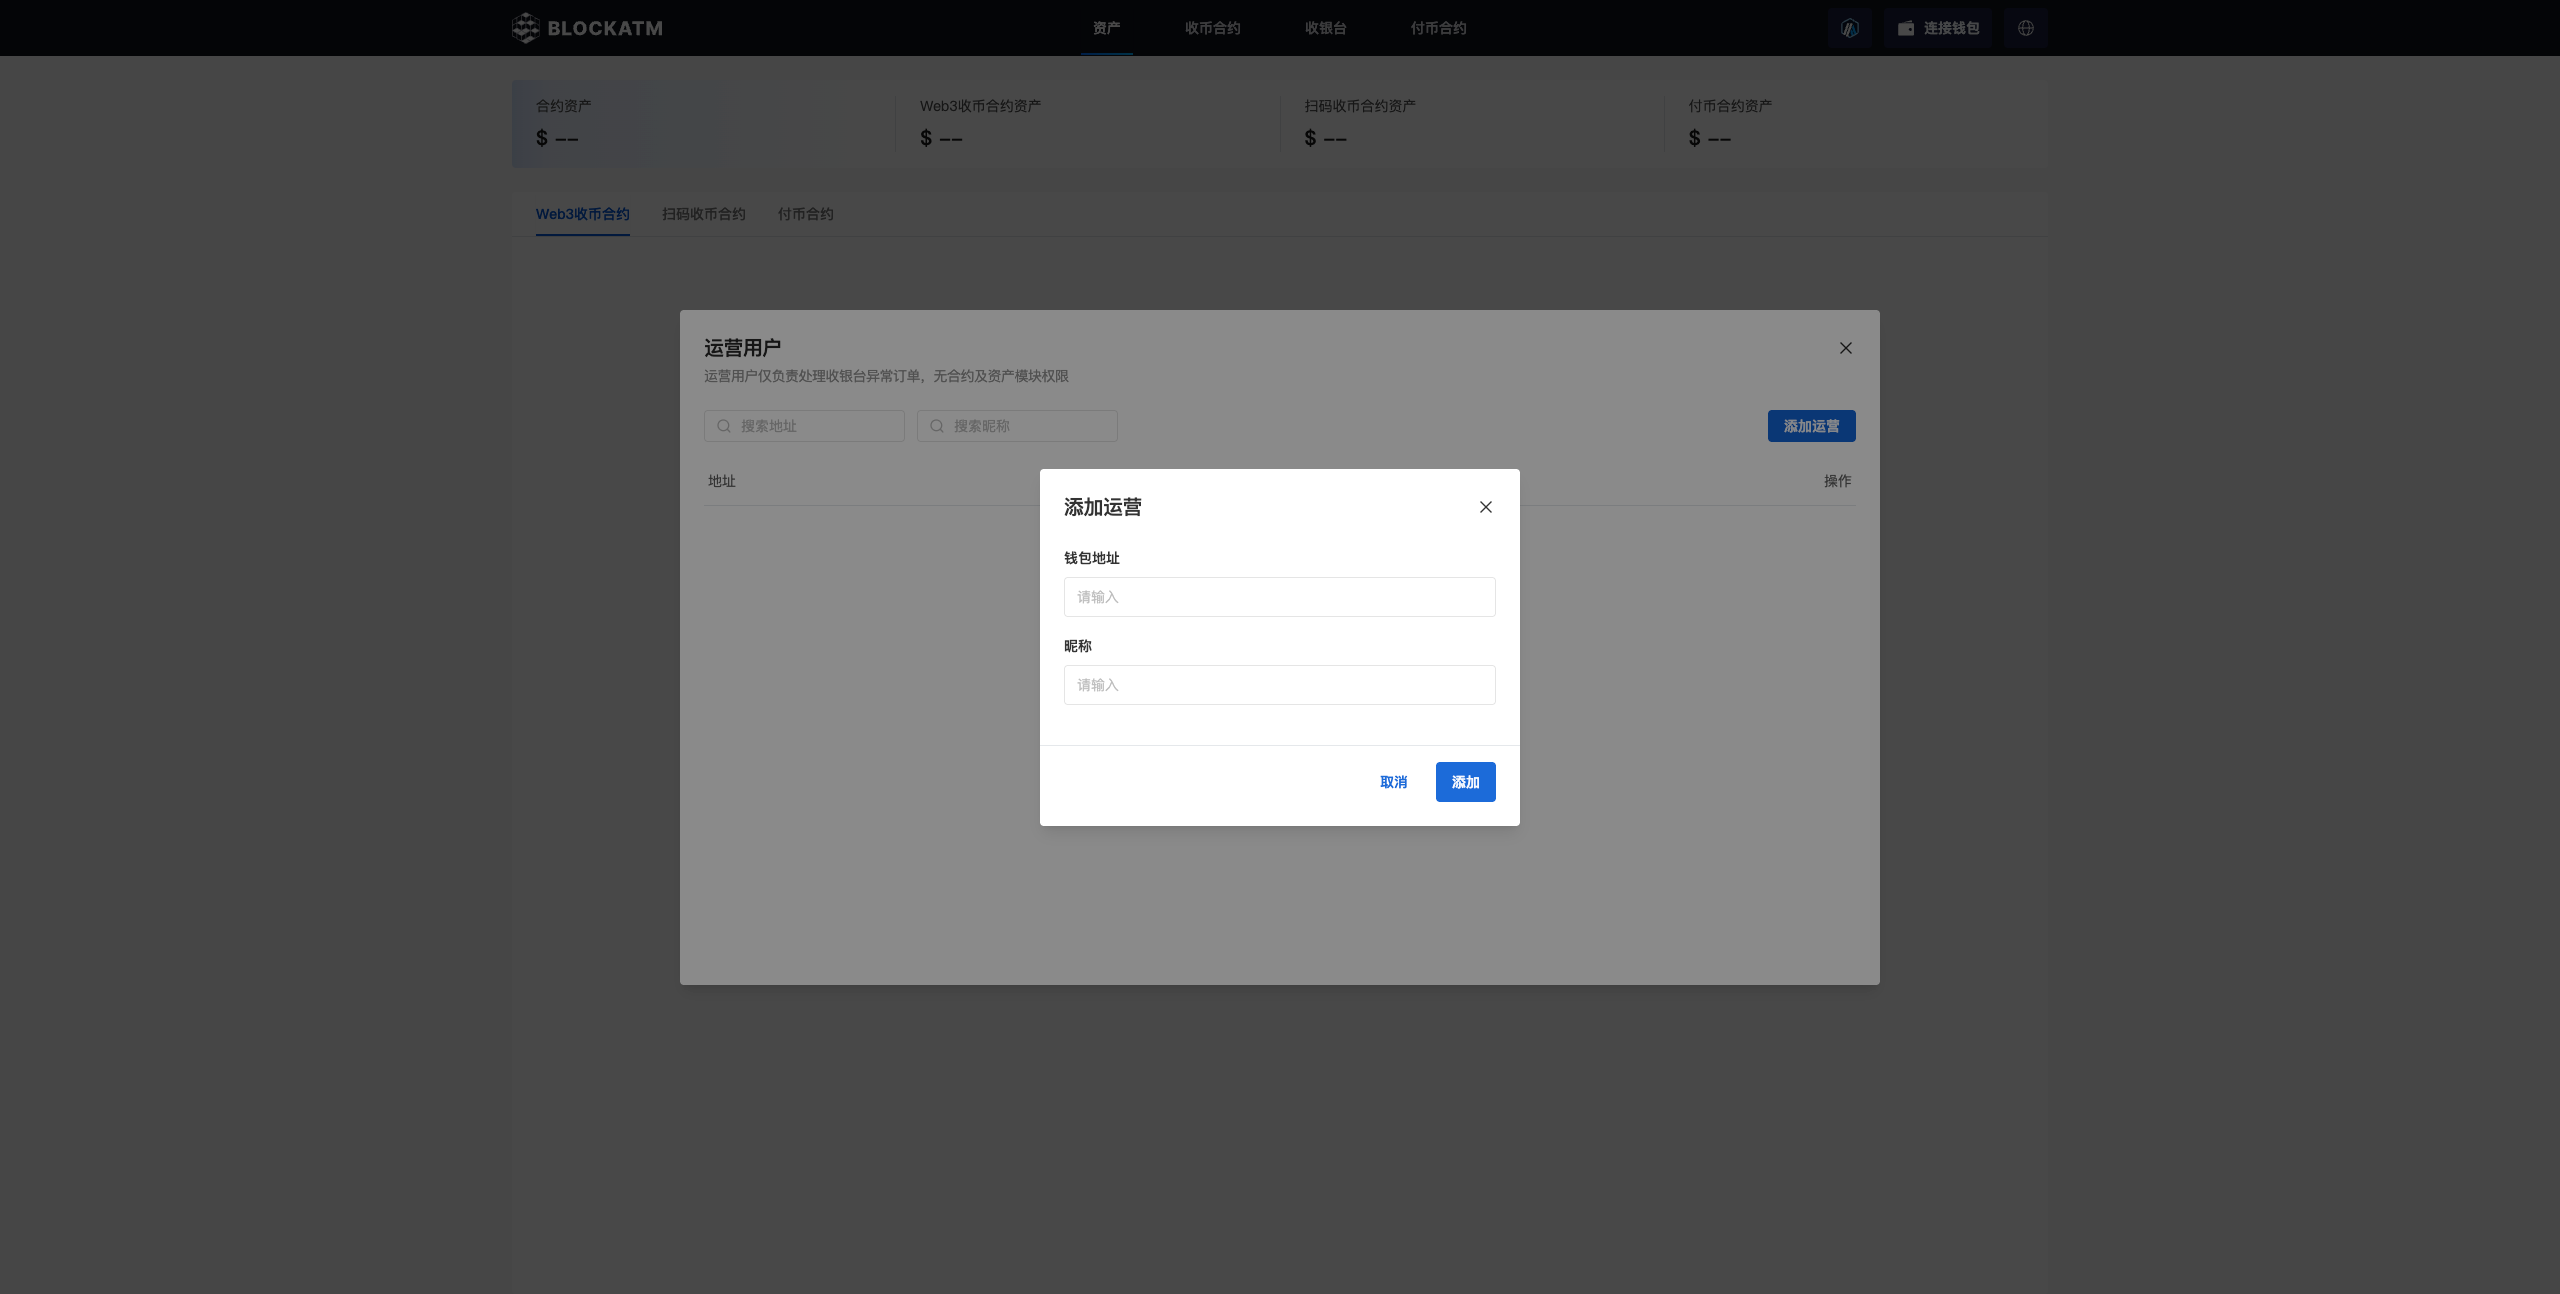 BLOCKATM
资产
收币合约
收银台
付币合约
连接钱包
合约资产
Web3收币合约资产
扫码收币合约资产
付币合约资产
$ --
$ --
$ --
$ --
Web3收币合约
扫码收币合约
付币合约
运营用户
运营用户仅负责处理收银台异常订单，无合约及资产模块权限
搜索地址
搜索昵称
添加运营
地址
操作
添加运营
钱包地址
请输入
昵称
请输入
取消
添加